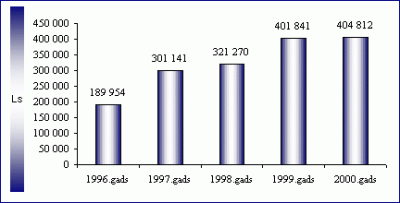 450 000
400 000
350 000
300 000
250 000
200 000
150 000
100 000
50 000
0
Ls
189 954
301 141
321 270
401 841
404 812
1996.gads
1997.gads
1998.gads
1999.gads
2000.gads